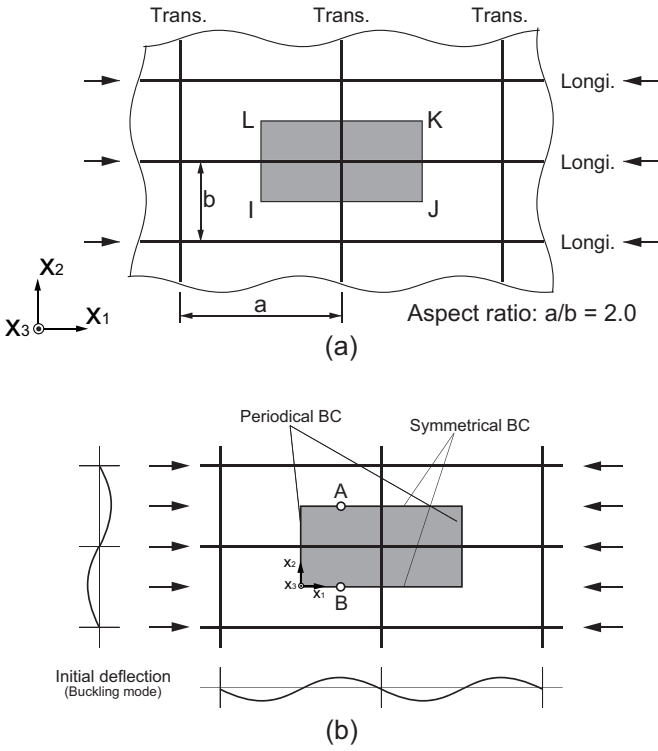 Trans. Trans. Trans.
Longi.
L K
Longi.
b
I J
Longi.
X2
a
X3 X1
Aspect ratio: a/b = 2.0
(a)
Periodical BC
Symmetrical BC
A
X2
X3 X1
B
Initial deflection
(Buckling mode)
(b)